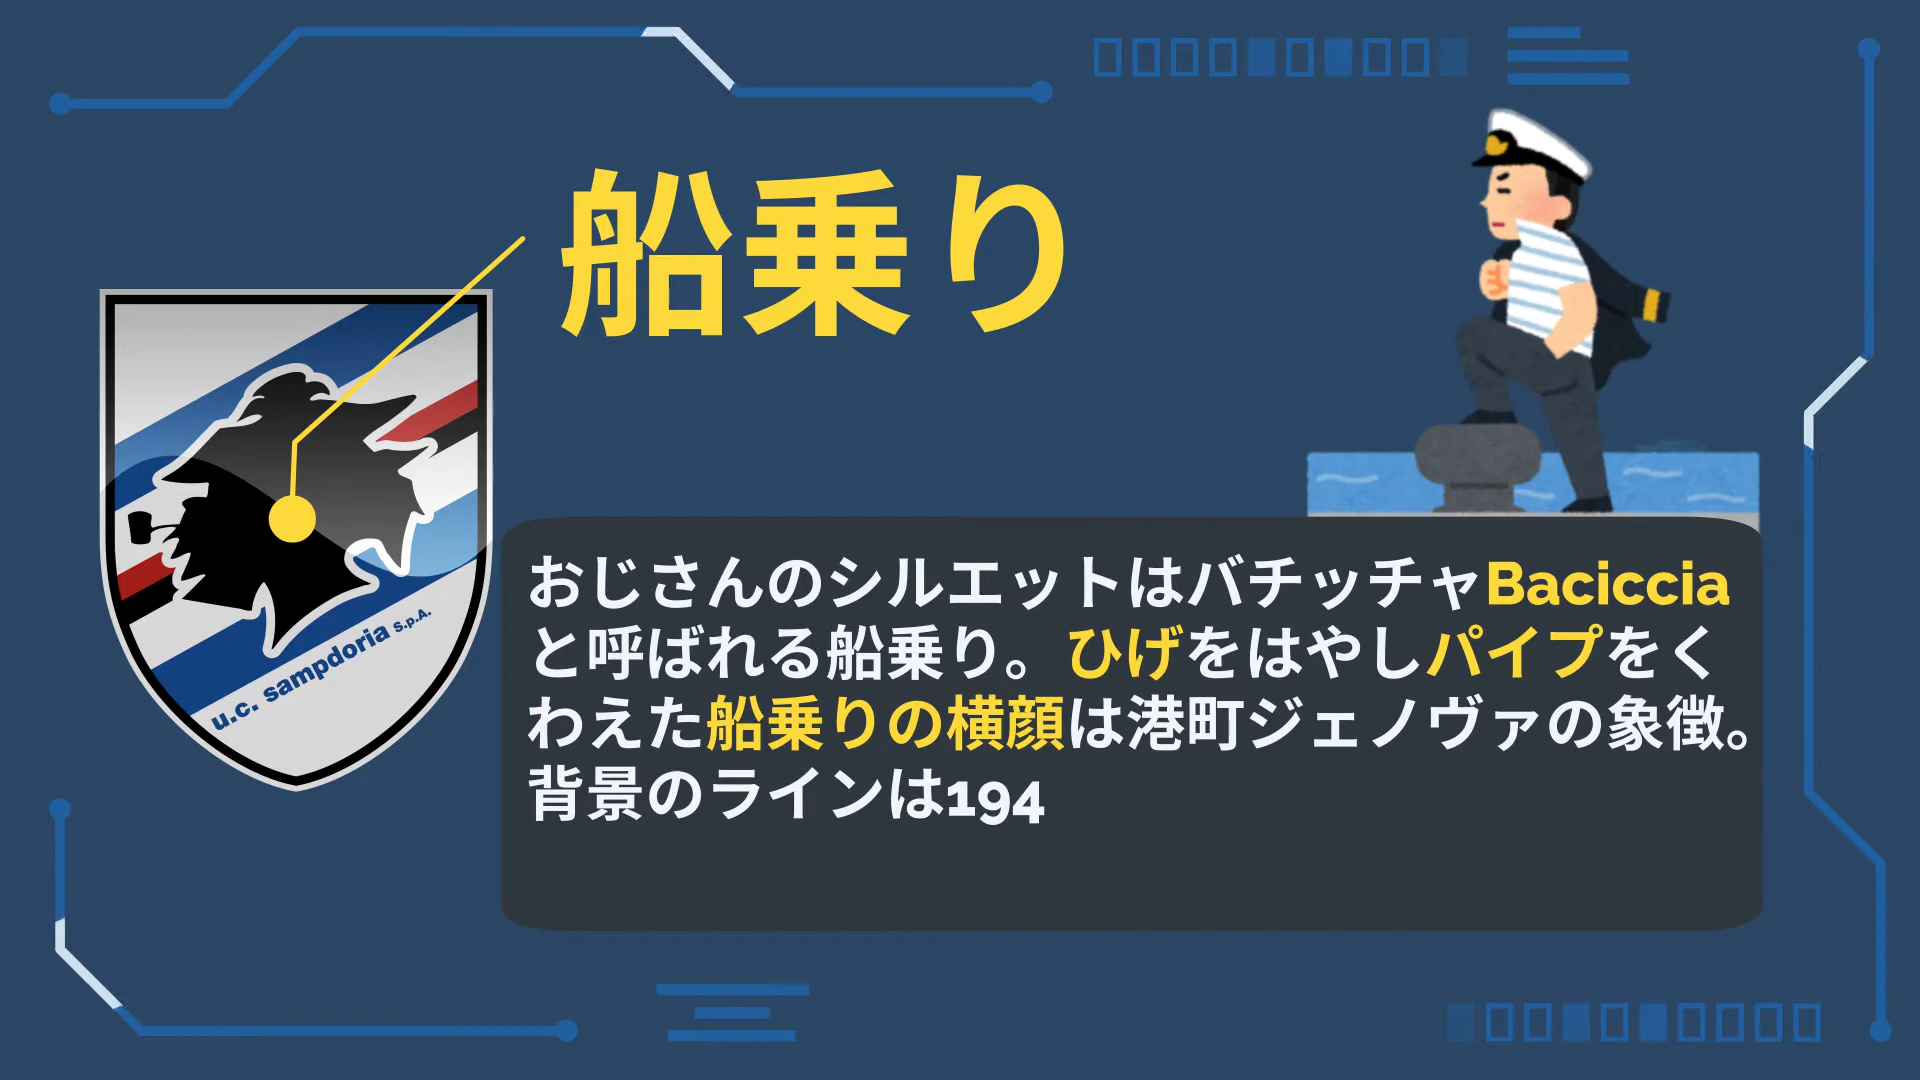 船乗り
u.c. sampdoria s.p.A.
おじさんのシルエットはバチッチャBaciccia
と呼ばれる船乗り。ひげをはやしパイプをく
わえた船乗りの横顔は港町ジェノヴァの象徴。
背景のラインは194